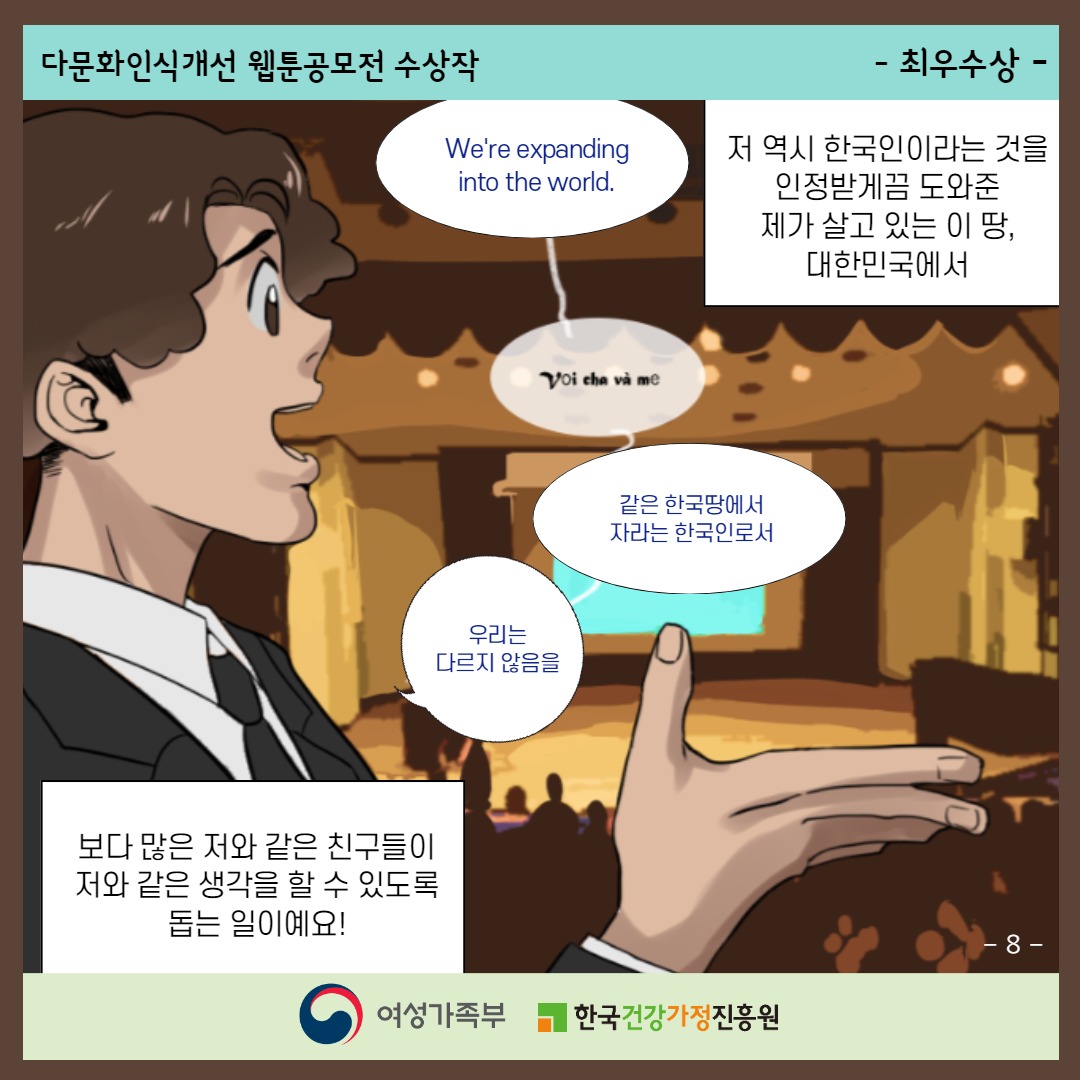 다문화인식개선 웹툰공모전 수상작
- 최우수상 -
저 역시 한국인이라는 것을
인정받게끔 도와준
제가 살고 있는 이 땅,
대한민국에서
We're expanding
into the world.
Voi cha và me
같은 한국땅에서
자라는 한국인로서
우리는
다르지 않음을
보다 많은 저와 같은 친구들이
저와 같은 생각을 할 수 있도록
돕는 일이예요!
- 8 -
여성가족부
한국건강가정진흥원